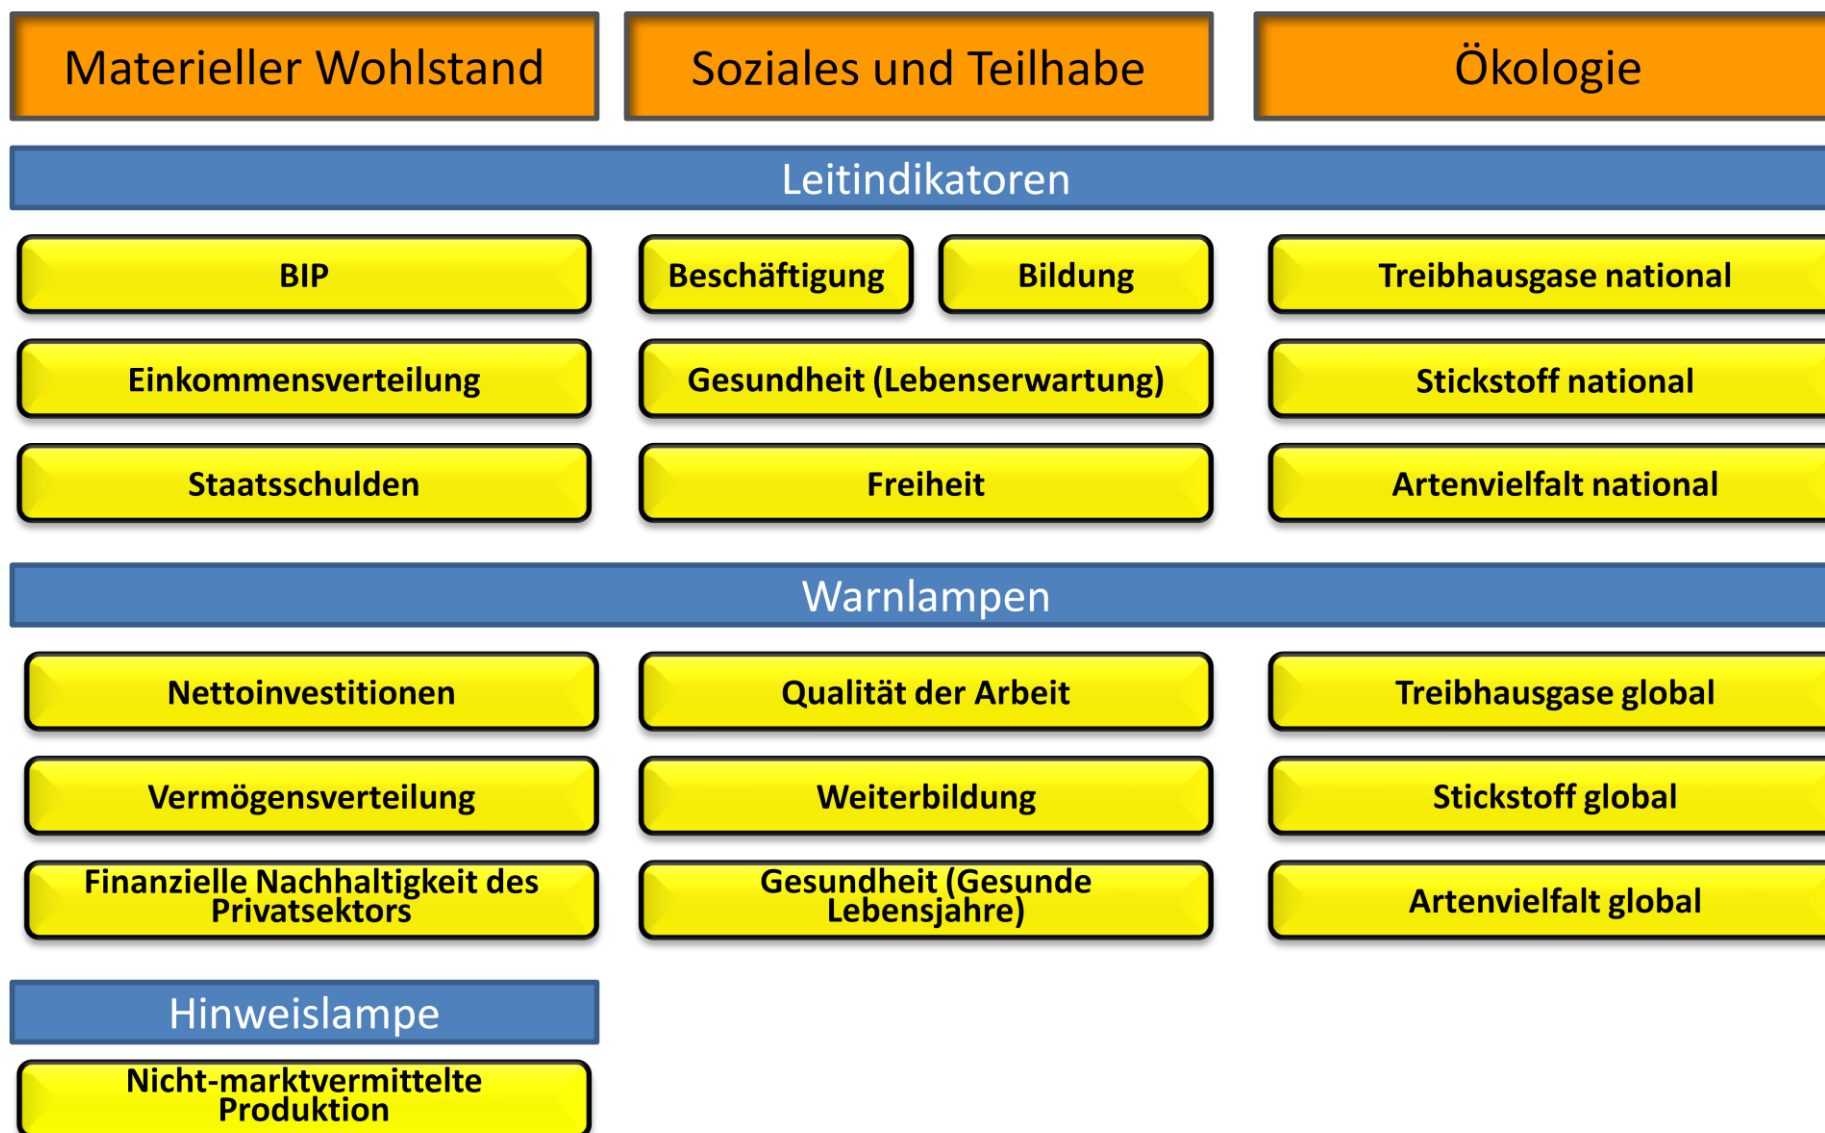 Materieller Wohlstand
Soziales und Teilhabe
Ökologie
Leitindikatoren
BIP
Beschäftigung
Bildung
Treibhausgase national
Einkommensverteilung
Gesundheit (Lebenserwartung)
Stickstoff national
Staatsschulden
Freiheit
Artenvielfalt national
Warnlampen
Nettoinvestitionen
Qualität der Arbeit
Treibhausgase global
Vermögensverteilung
Weiterbildung
Stickstoff global
Finanzielle Nachhaltigkeit des
Privatsektors
Gesundheit (Gesunde
Lebensjahre)
Artenvielfalt global
Hinweislampe
Nicht-marktvermittelte
Produktion